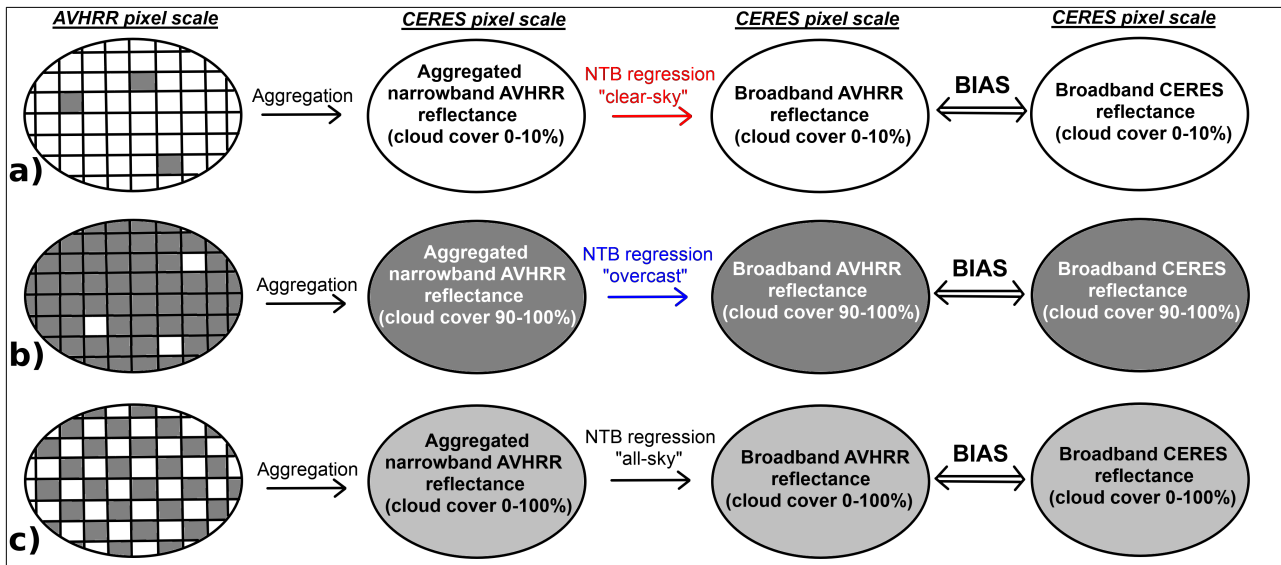 AVHRR pixel scale
CERES pixel scale
CERES pixel scale
CERES pixel scale
a)
Aggregation
Aggregated
narrowband AVHRR
reflectance
(cloud cover 0-10%)
NTB regression
"clear-sky"
Broadband AVHRR
reflectance
(cloud cover 0-10%)
BIAS
Broadband CERES
reflectance
(cloud cover 0-10%)
b)
Aggregation
Aggregated
narrowband AVHRR
reflectance
(cloud cover 90-100%)
NTB regression
"overcast"
Broadband AVHRR
reflectance
(cloud cover 90-100%)
BIAS
Broadband CERES
reflectance
(cloud cover 90-100%)
c)
Aggregation
Aggregated
narrowband AVHRR
reflectance
(cloud cover 0-100%)
NTB regression
"all-sky"
Broadband AVHRR
reflectance
(cloud cover 0-100%)
BIAS
Broadband CERES
reflectance
(cloud cover 0-100%)